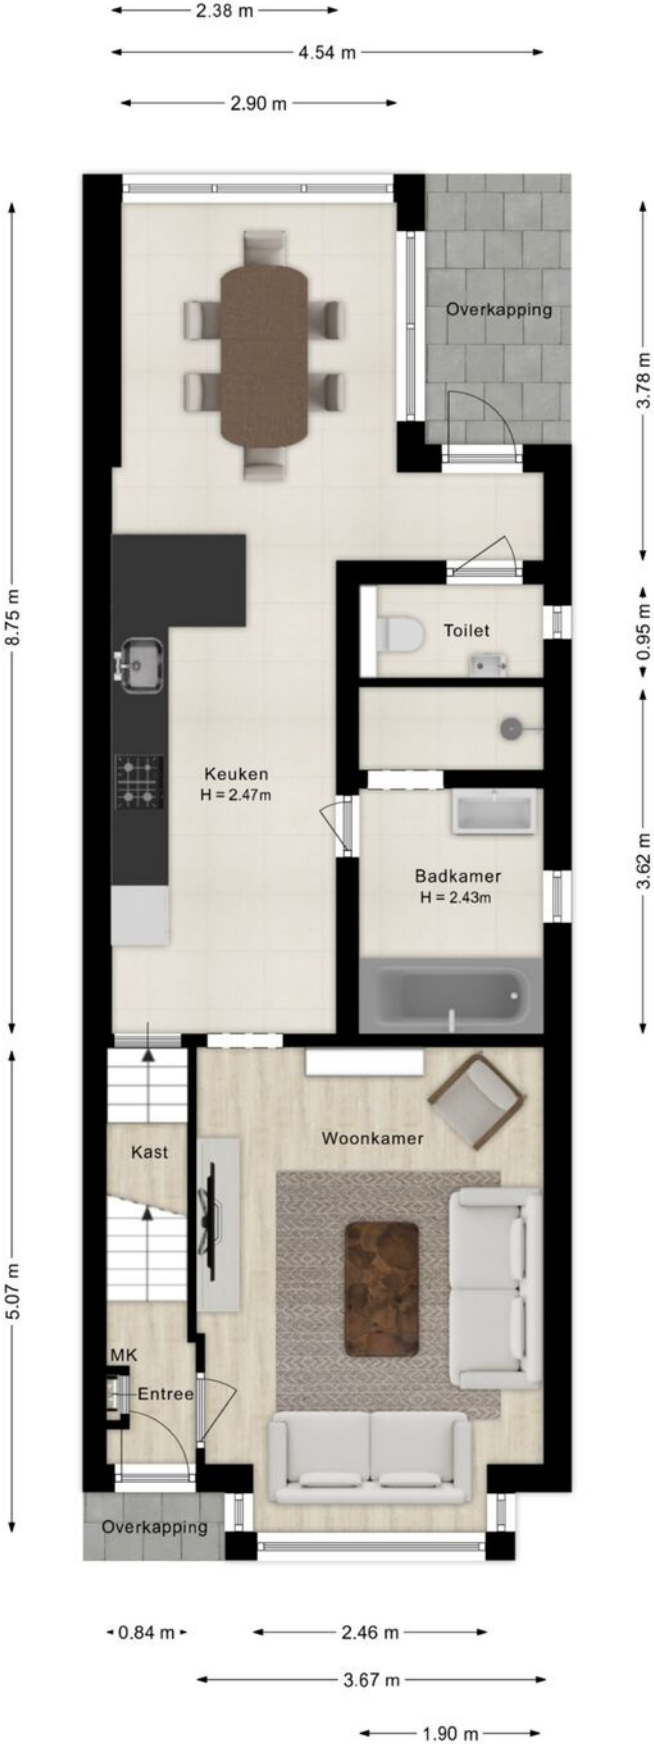 2.38 m
4.54 m
2.90 m
Overkapping
3.78 m
8.75 m
Toilet
0.95 m
Keuken
H = 2.47m
3.62 m
Badkamer
H = 2.43m
Woonkamer
Kast
5.07 m
MK
Entree
Overkapping
0.84 m
2.46 m
3.67 m
1.90 m